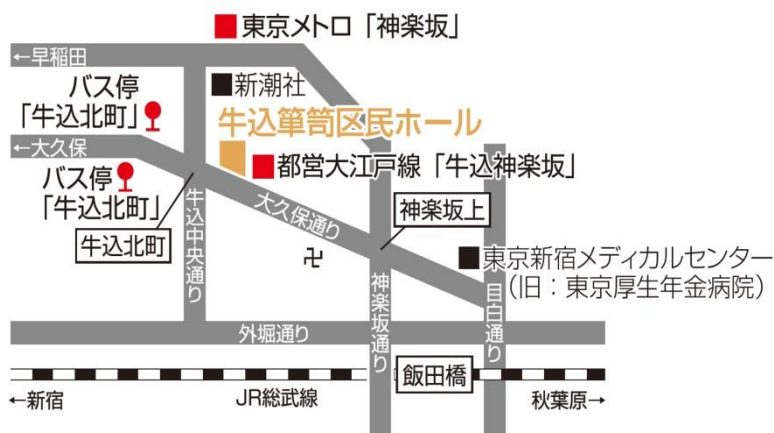 東京メトロ「神楽坂」
←早稲田
バス停
「牛込北町」
新潮社
牛込箪笥区民ホール
←大久保
バス停
「牛込北町」
都営大江戸線「牛込神楽坂」
牛込北町
牛込中央通り
大久保通り
神楽坂上
卍
東京新宿メディカルセンター
(旧:東京厚生年金病院)
神楽坂通り
目白通り
外堀通り
飯田橋
←新宿
JR総武線
秋葉原→